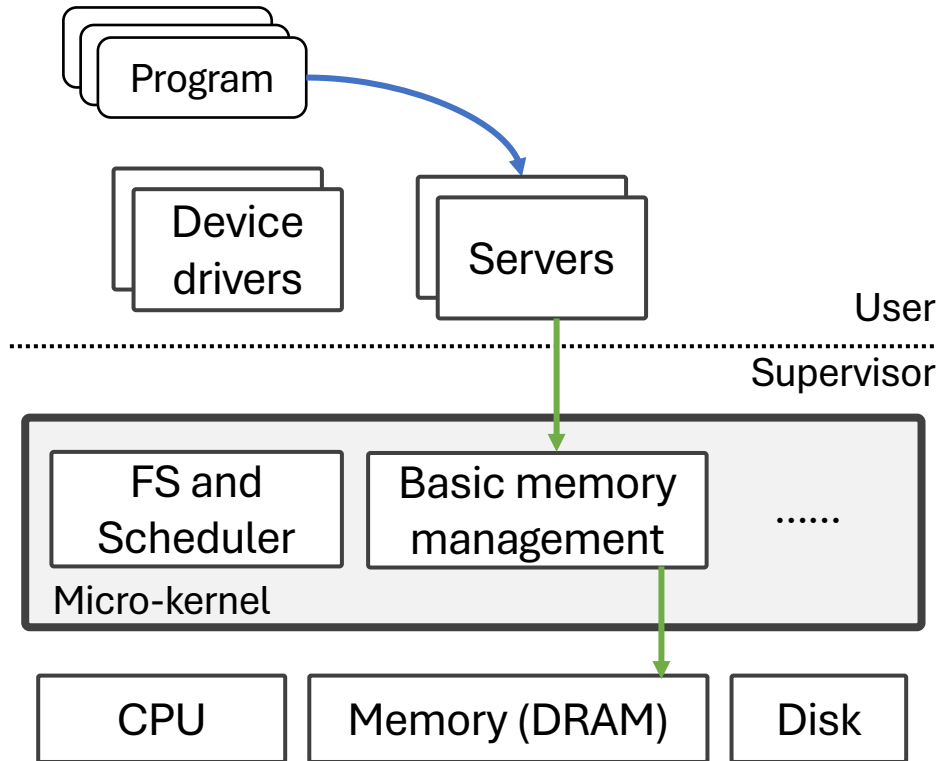 Program
Device
drivers
Servers
User
Supervisor
FS and
Scheduler
Basic memory
management
......
Micro-kernel
CPU
Memory (DRAM)
Disk